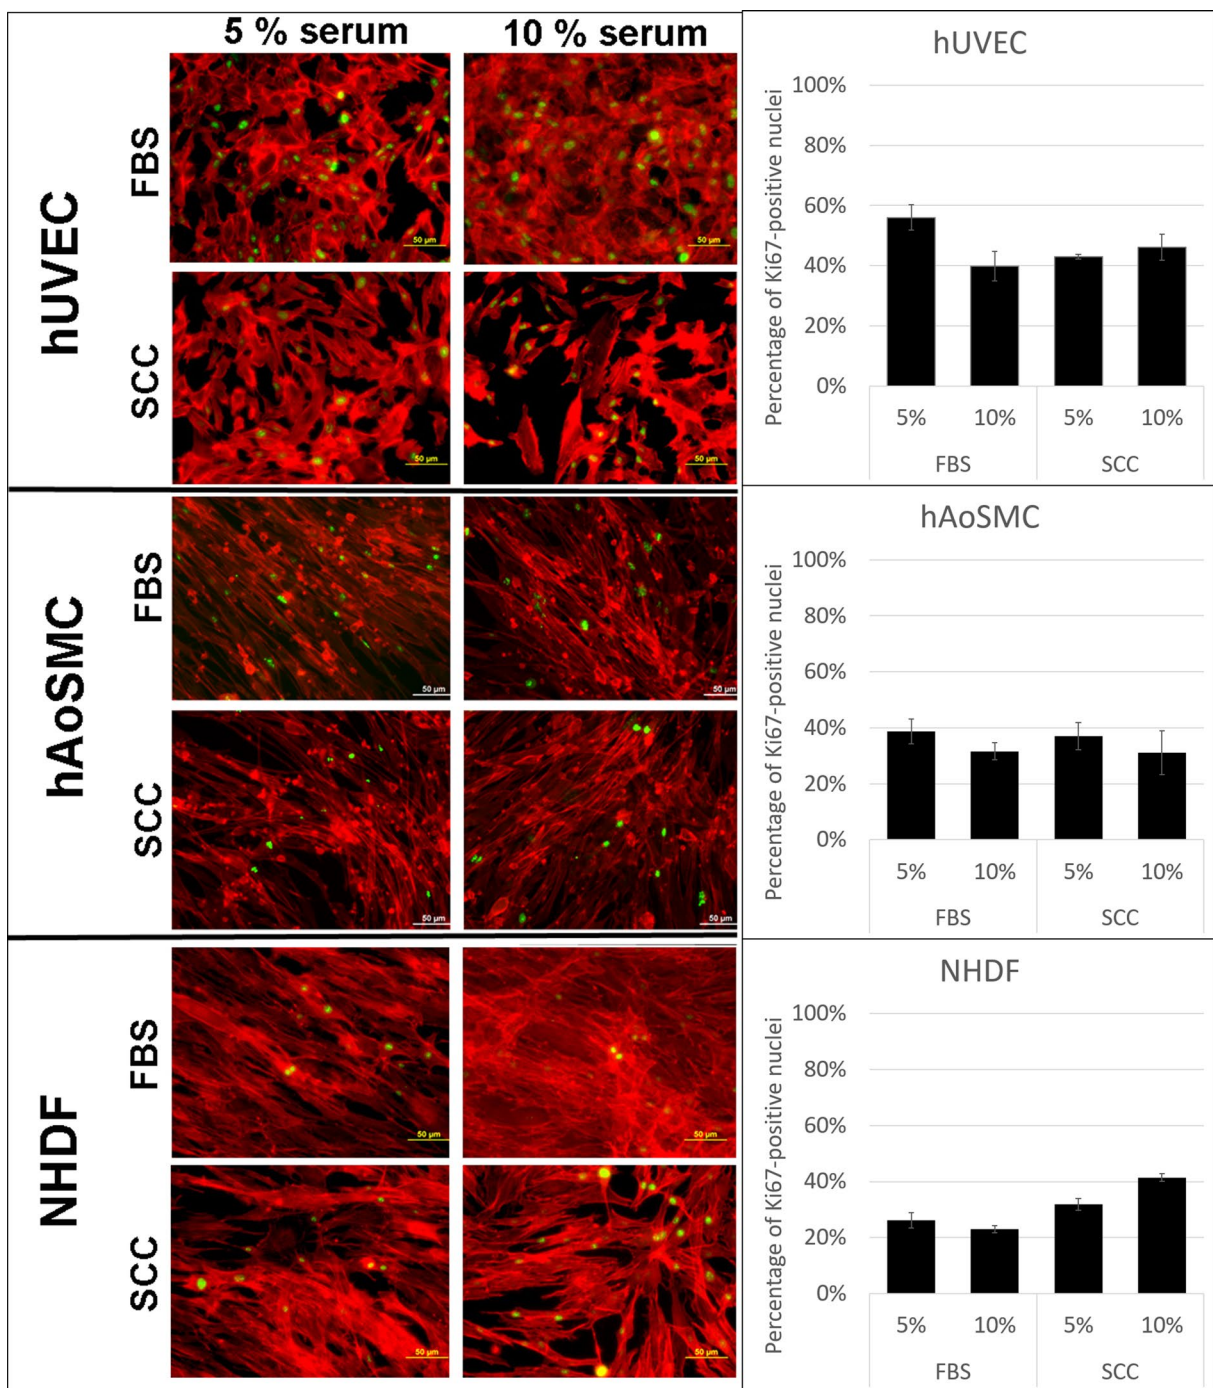 5 % serum
10 % serum
hUVEC
FBS
50 µm
50 µm
SCC
50 µm
50 µm
hAoSMC
FBS
50 µm
50 µm
SCC
50 µm
50 µm
NHDF
FBS
50 µm
50 µm
SCC
50 µm
50 µm
hUVEC
Percentage of Ki67-positive nuclei
100%
80%
60%
40%
20%
0%
5% 10% 5% 10%
FBS SCC
hAoSMC
Percentage of Ki67-positive nuclei
100%
80%
60%
40%
20%
0%
5% 10% 5% 10%
FBS SCC
NHDF
Percentage of Ki67-positive nuclei
100%
80%
60%
40%
20%
0%
5% 10% 5% 10%
FBS SCC